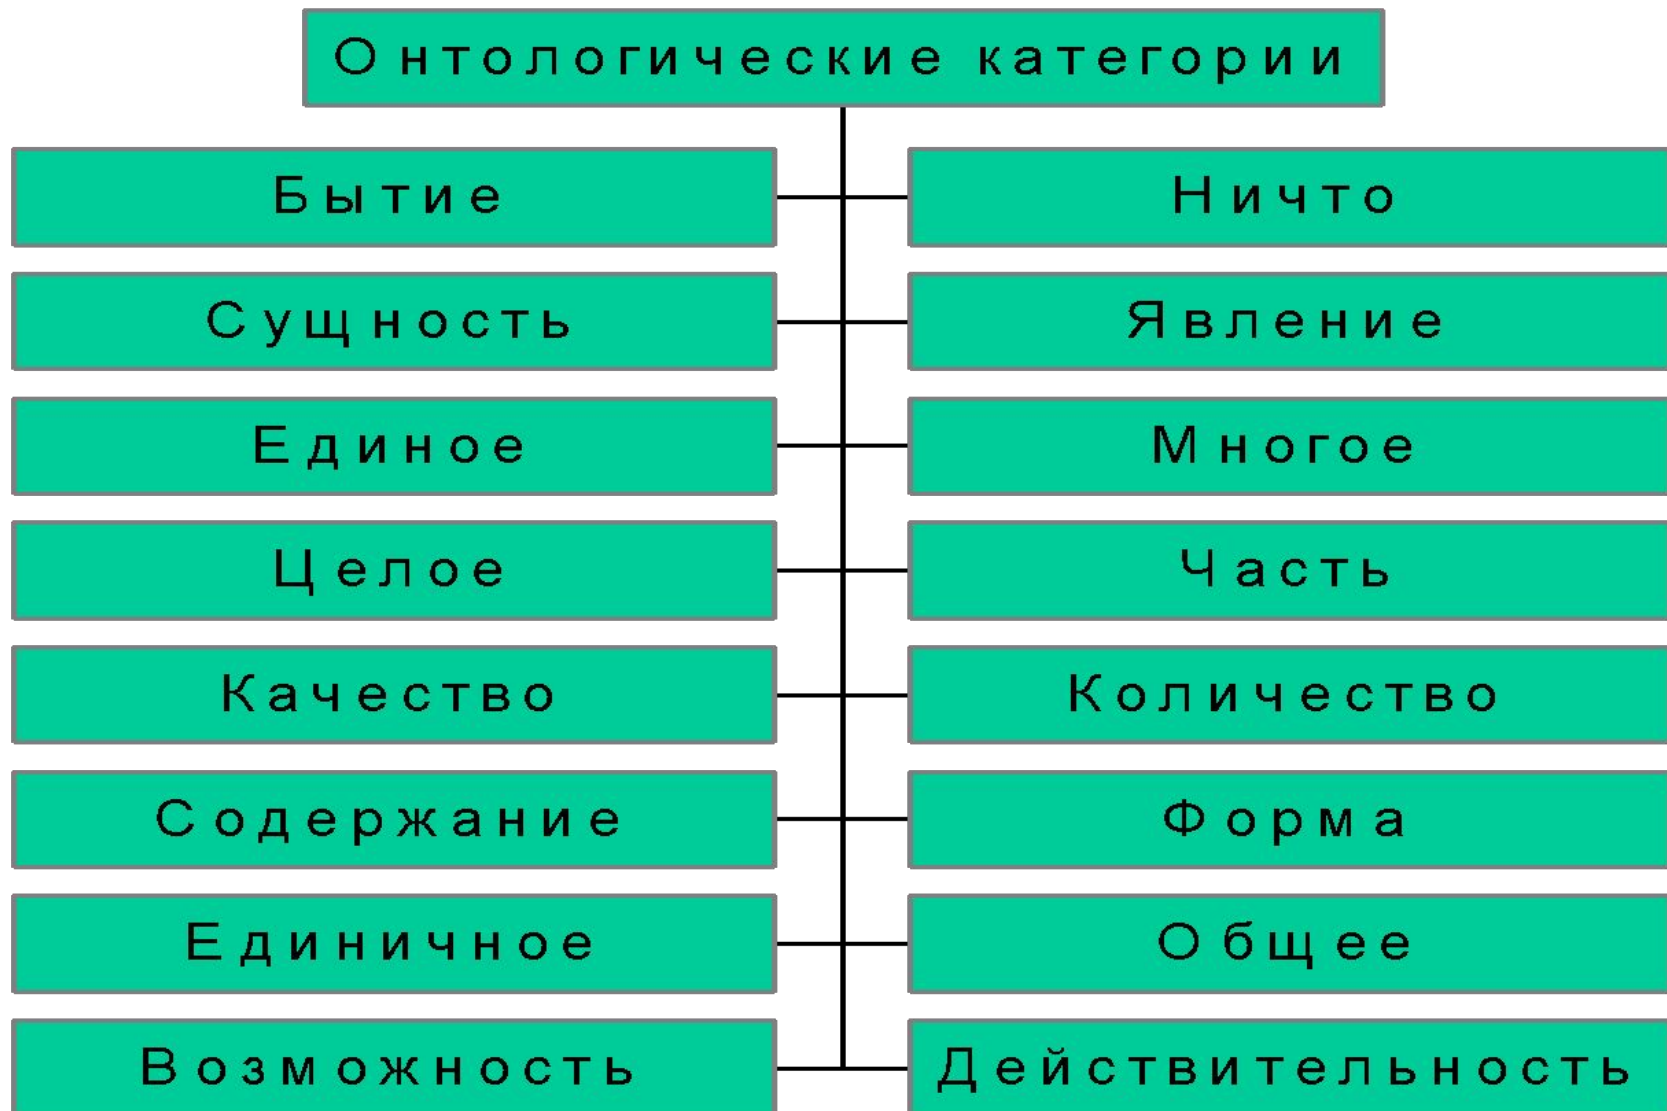 Онтологические категории
Бытие
Ничто
Сущность
Явление
Единое
Многое
Целое
Часть
Качество
Количество
Содержание
Форма
Единичное
Общее
Возможность
Действительность